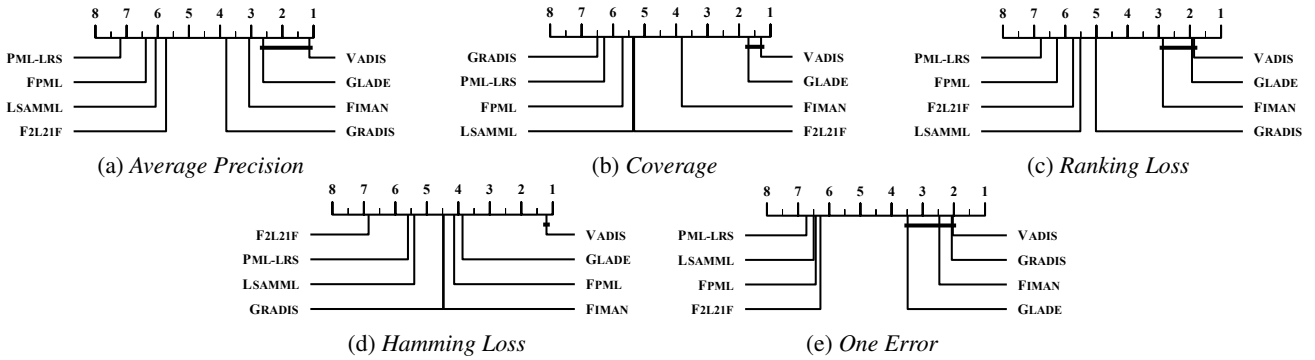 8 7 6 5 4 3 2 1
PML-LRS VADIS
FPML GLADE
LSAMML FIMAN
F2L21F GRADIS
(a) Average Precision
8 7 6 5 4 3 2 1
GRADIS VADIS
PML-LRS GLADE
FPML FIMAN
LSAMML F2L21F
(b) Coverage
8 7 6 5 4 3 2 1
PML-LRS VADIS
FPML GLADE
F2L21F FIMAN
LSAMML GRADIS
(c) Ranking Loss
8 7 6 5 4 3 2 1
F2L21F VADIS
PML-LRS GLADE
LSAMML FPML
GRADIS FIMAN
(d) Hamming Loss
8 7 6 5 4 3 2 1
PML-LRS VADIS
LSAMML GRADIS
FPML FIMAN
F2L21F GLADE
(e) One Error